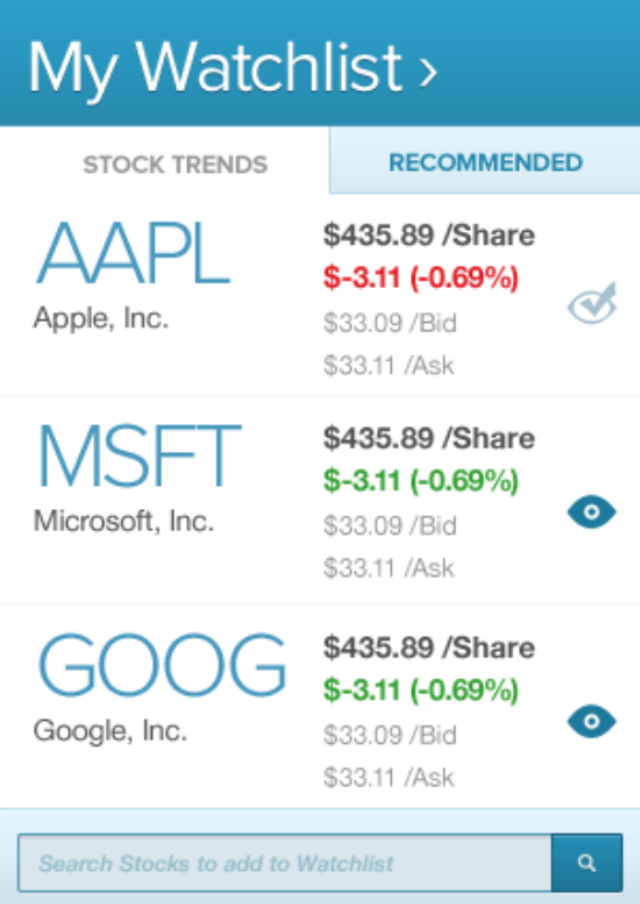 My Watchlist ›
STOCK TRENDS
RECOMMENDED
AAPL
Apple, Inc.
$435.89 /Share
$-3.11 (-0.69%)
$33.09 /Bid
$33.11 /Ask
MSFT
Microsoft, Inc.
$435.89 /Share
$-3.11 (-0.69%)
$33.09 /Bid
$33.11 /Ask
GOOG
Google, Inc.
$435.89 /Share
$-3.11 (-0.69%)
$33.09 /Bid
$33.11 /Ask
Search Stocks to add to Watchlist